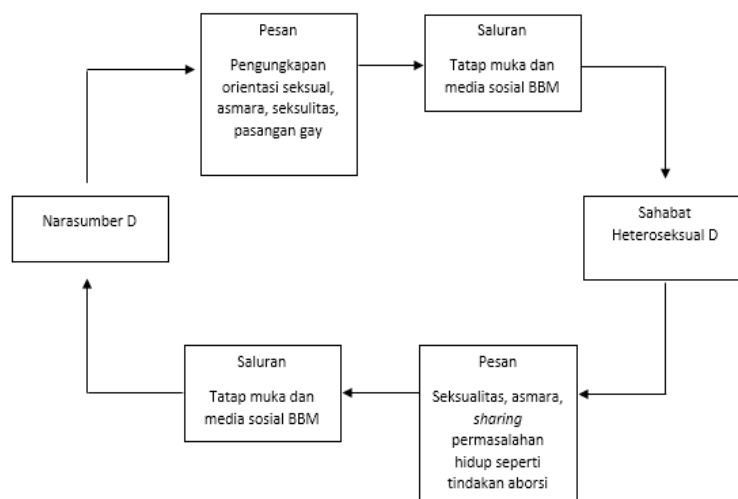 Pesan
Pengungkapan
orientasi seksual,
asmara, seksulitas,
pasangan gay
Saluran
Tatap muka dan
media sosial BBM
Narasumber D
Sahabat
Heteroseksual D
Saluran
Tatap muka dan
media sosial BBM
Pesan
Seksualitas, asmara,
sharing
permasalahan
hidup seperti
tindakan aborsi